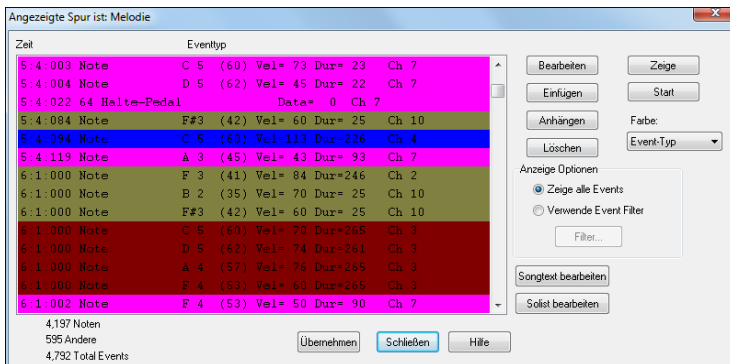 Angezeigte Spur ist: Melodie
Zeit Eventtyp
5:4:003 Note C 5 (60) Vel= 73 Dur= 23 Ch 7
5:4:004 Note D 5 (62) Vel= 45 Dur= 22 Ch 7
5:4:022 64 Halte-Pedal Data= 0 Ch 7
5:4:084 Note F#3 (42) Vel= 60 Dur= 25 Ch 10
5:4:094 Note C 5 (60) Vel=113 Dur=226 Ch 4
5:4:119 Note A 3 (45) Vel= 43 Dur= 93 Ch 7
6:1:000 Note F 3 (41) Vel= 84 Dur=246 Ch 2
6:1:000 Note B 2 (35) Vel= 70 Dur= 25 Ch 10
6:1:000 Note F#3 (42) Vel= 60 Dur= 25 Ch 10
6:1:000 Note C 5 (60) Vel= 70 Dur=265 Ch 3
6:1:000 Note D 5 (62) Vel= 74 Dur=261 Ch 3
6:1:000 Note A 4 (57) Vel= 76 Dur=265 Ch 3
6:1:000 Note F 4 (53) Vel= 60 Dur=265 Ch 3
6:1:002 Note F 4 (53) Vel= 50 Dur= 90 Ch 7
4,197 Noten
595 Andere
4,792 Total Events
Übernehmen
Schließen
Hilfe
Bearbeiten
Einfügen
Anhängen
Löschen
Zeige
Start
Farbe:
Event-Typ
Anzeige Optionen
Zeige alle Events
Verwende Event Filter
Filter...
Songtext bearbeiten
Solist bearbeiten